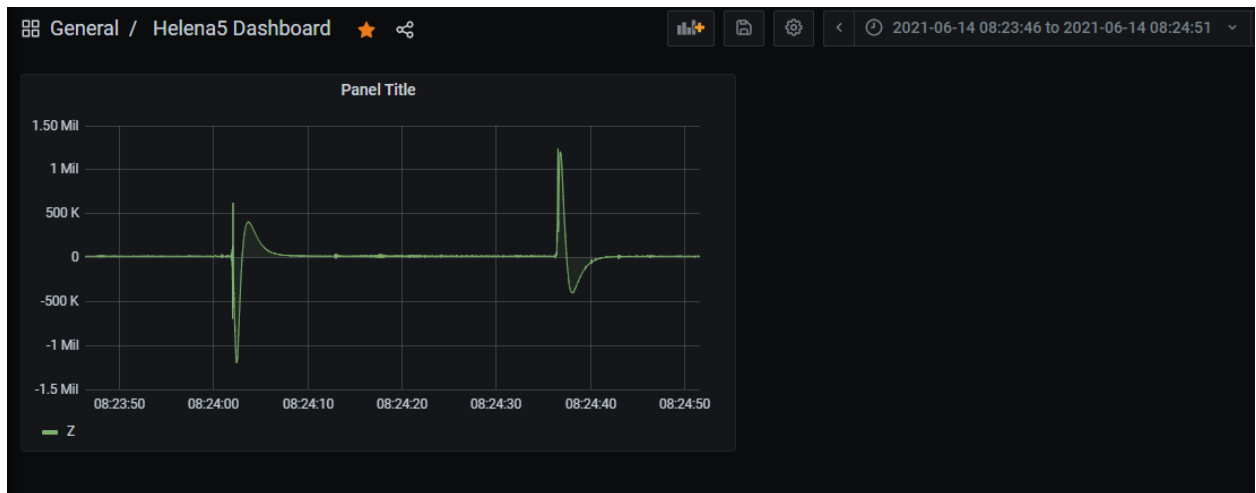 General / Helena5 Dashboard
2021-06-14 08:23:46 to 2021-06-14 08:24:51
Panel Title
1.50 Mil
1 Mil
500 K
0
-500 K
-1 Mil
-1.5 Mil
08:23:50 08:24:00 08:24:10 08:24:20 08:24:30 08:24:40 08:24:50
Z